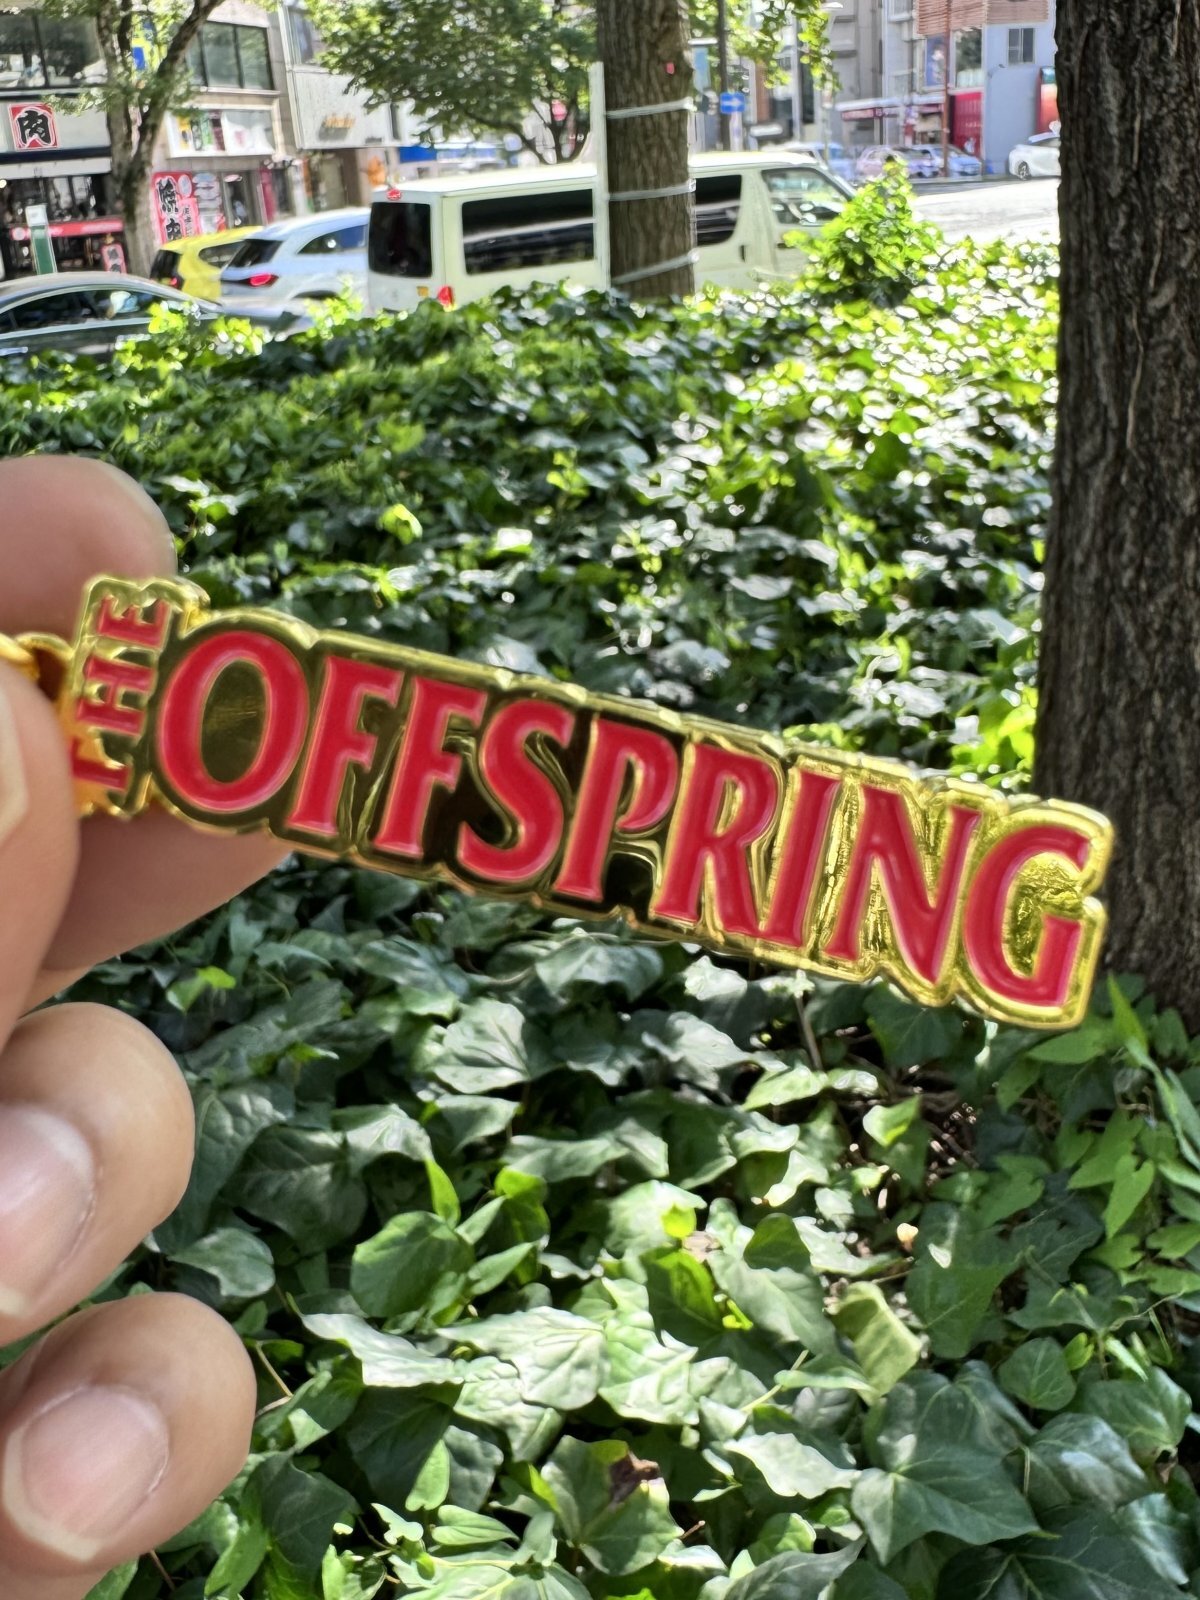 肉
THE
OFFSPRING